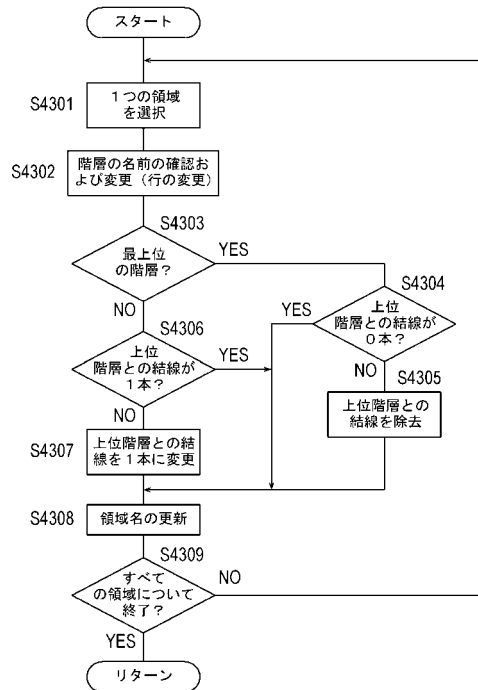 スタート
S4301
１つの領域
を選択
S4302
階層の名前の確認お
よび変更（行の変更）
S4303
最上位
の階層？
YES
NO
S4304
上位
階層との結線が
０本？
YES
NO
S4305
上位階層との
結線を除去
S4306
上位
階層との結線が
１本？
YES
NO
S4307
上位階層との結
線を１本に変更
S4308
領域名の更新
S4309
すべて
の領域について
終了？
NO
YES
リターン